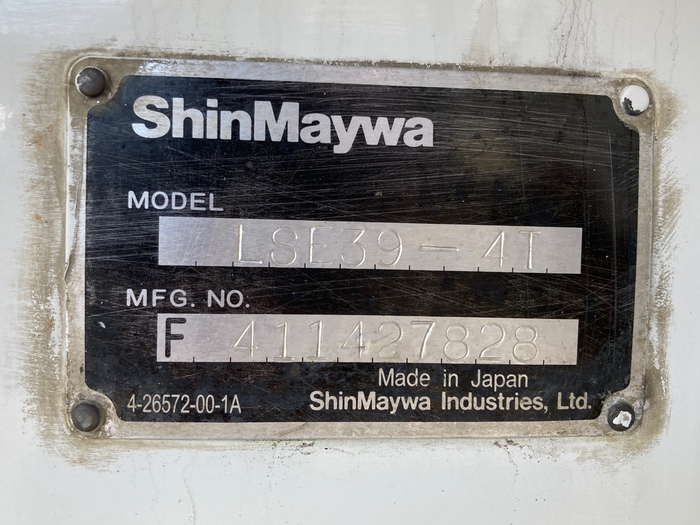 ShinMaywa
MODEL
LSE39-4T
MFG. NO.
F 411427828
Made in Japan
4-26572-00-1A ShinMaywa Industries, Ltd.